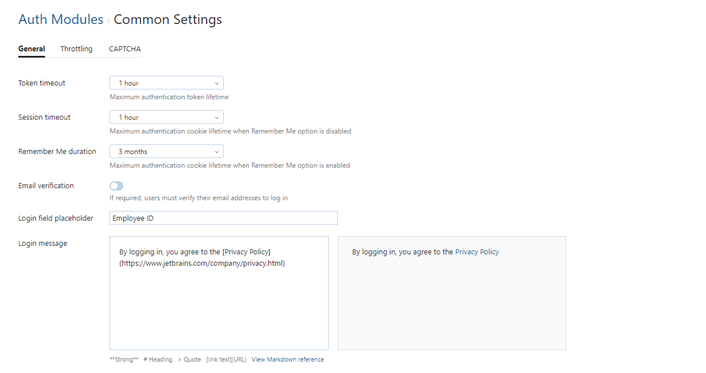 Auth Modules › Common Settings
General Throttling CAPTCHA
Token timeout 1 hour
Maximum authentication token lifetime
Session timeout 1 hour
Maximum authentication cookie lifetime when Remember Me option is disabled
Remember Me duration 3 months
Maximum authentication cookie lifetime when Remember Me option is enabled
Email verification
If required, users must verify their email addresses to log in
Login field placeholder Employee ID
Login message
By logging in, you agree to the [Privacy Policy]
(https://www.jetbrains.com/company/privacy.html)
By logging in, you agree to the Privacy Policy
**Strong** # Heading > Quote [link text](URL) View Markdown reference